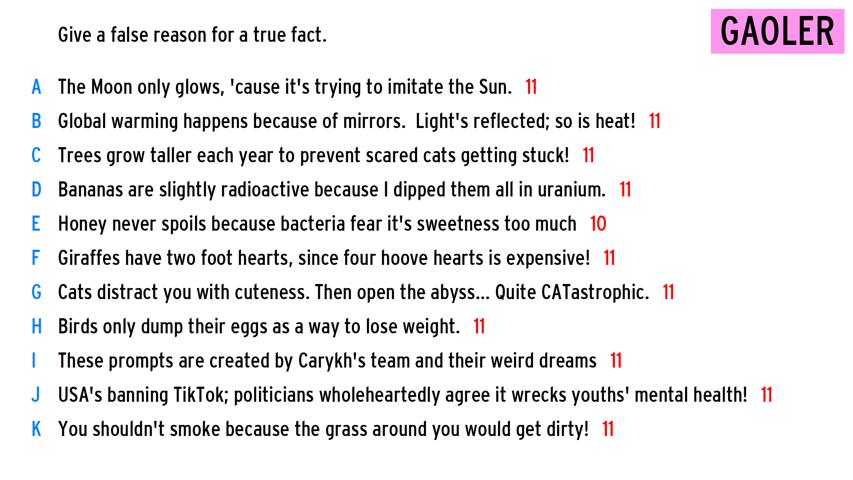 Give a false reason for a true fact.
GAOLER
A The Moon only glows, 'cause it's trying to imitate the Sun. 11
B Global warming happens because of mirrors. Light's reflected; so is heat! 11
C Trees grow taller each year to prevent scared cats getting stuck! 11
D Bananas are slightly radioactive because I dipped them all in uranium. 11
E Honey never spoils because bacteria fear it's sweetness too much 10
F Giraffes have two foot hearts, since four hoove hearts is expensive! 11
G Cats distract you with cuteness. Then open the abyss... Quite CATastrophic. 11
H Birds only dump their eggs as a way to lose weight. 11
I These prompts are created by Carykh's team and their weird dreams 11
J USA's banning TikTok; politicians wholeheartedly agree it wrecks youths' mental health! 11
K You shouldn't smoke because the grass around you would get dirty! 11